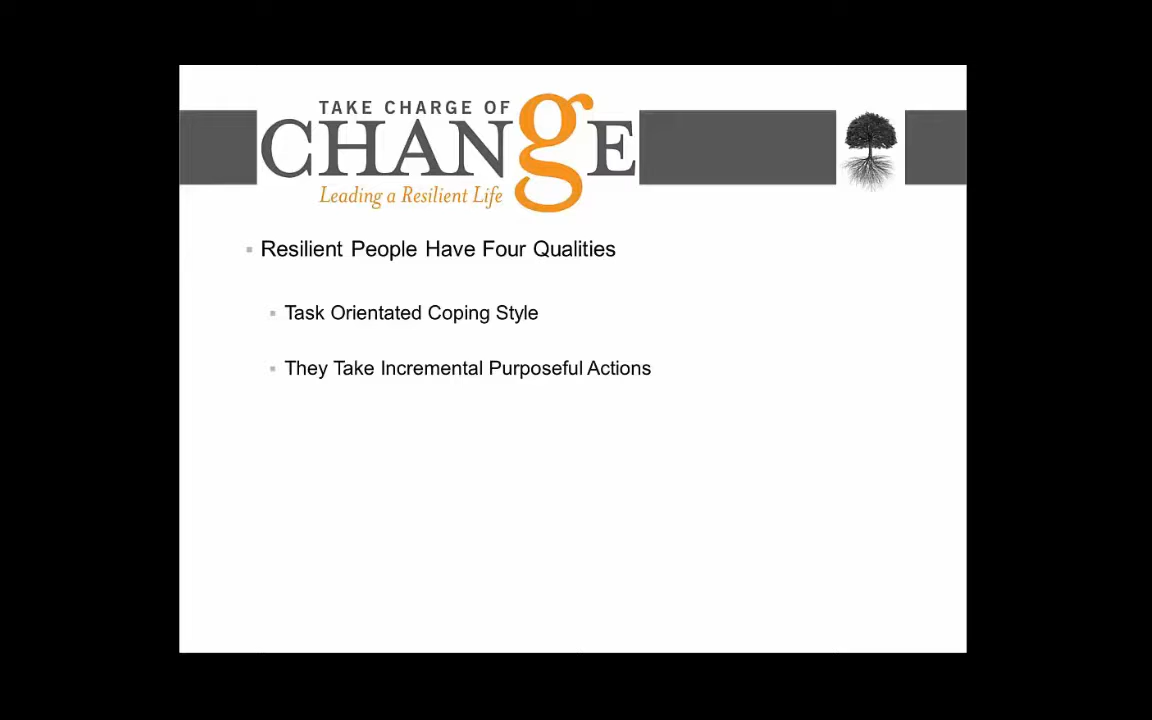 TAKE CHARGE OF
CHANgE
Leading a Resilient Life
Resilient People Have Four Qualities
Task Orientated Coping Style
They Take Incremental Purposeful Actions